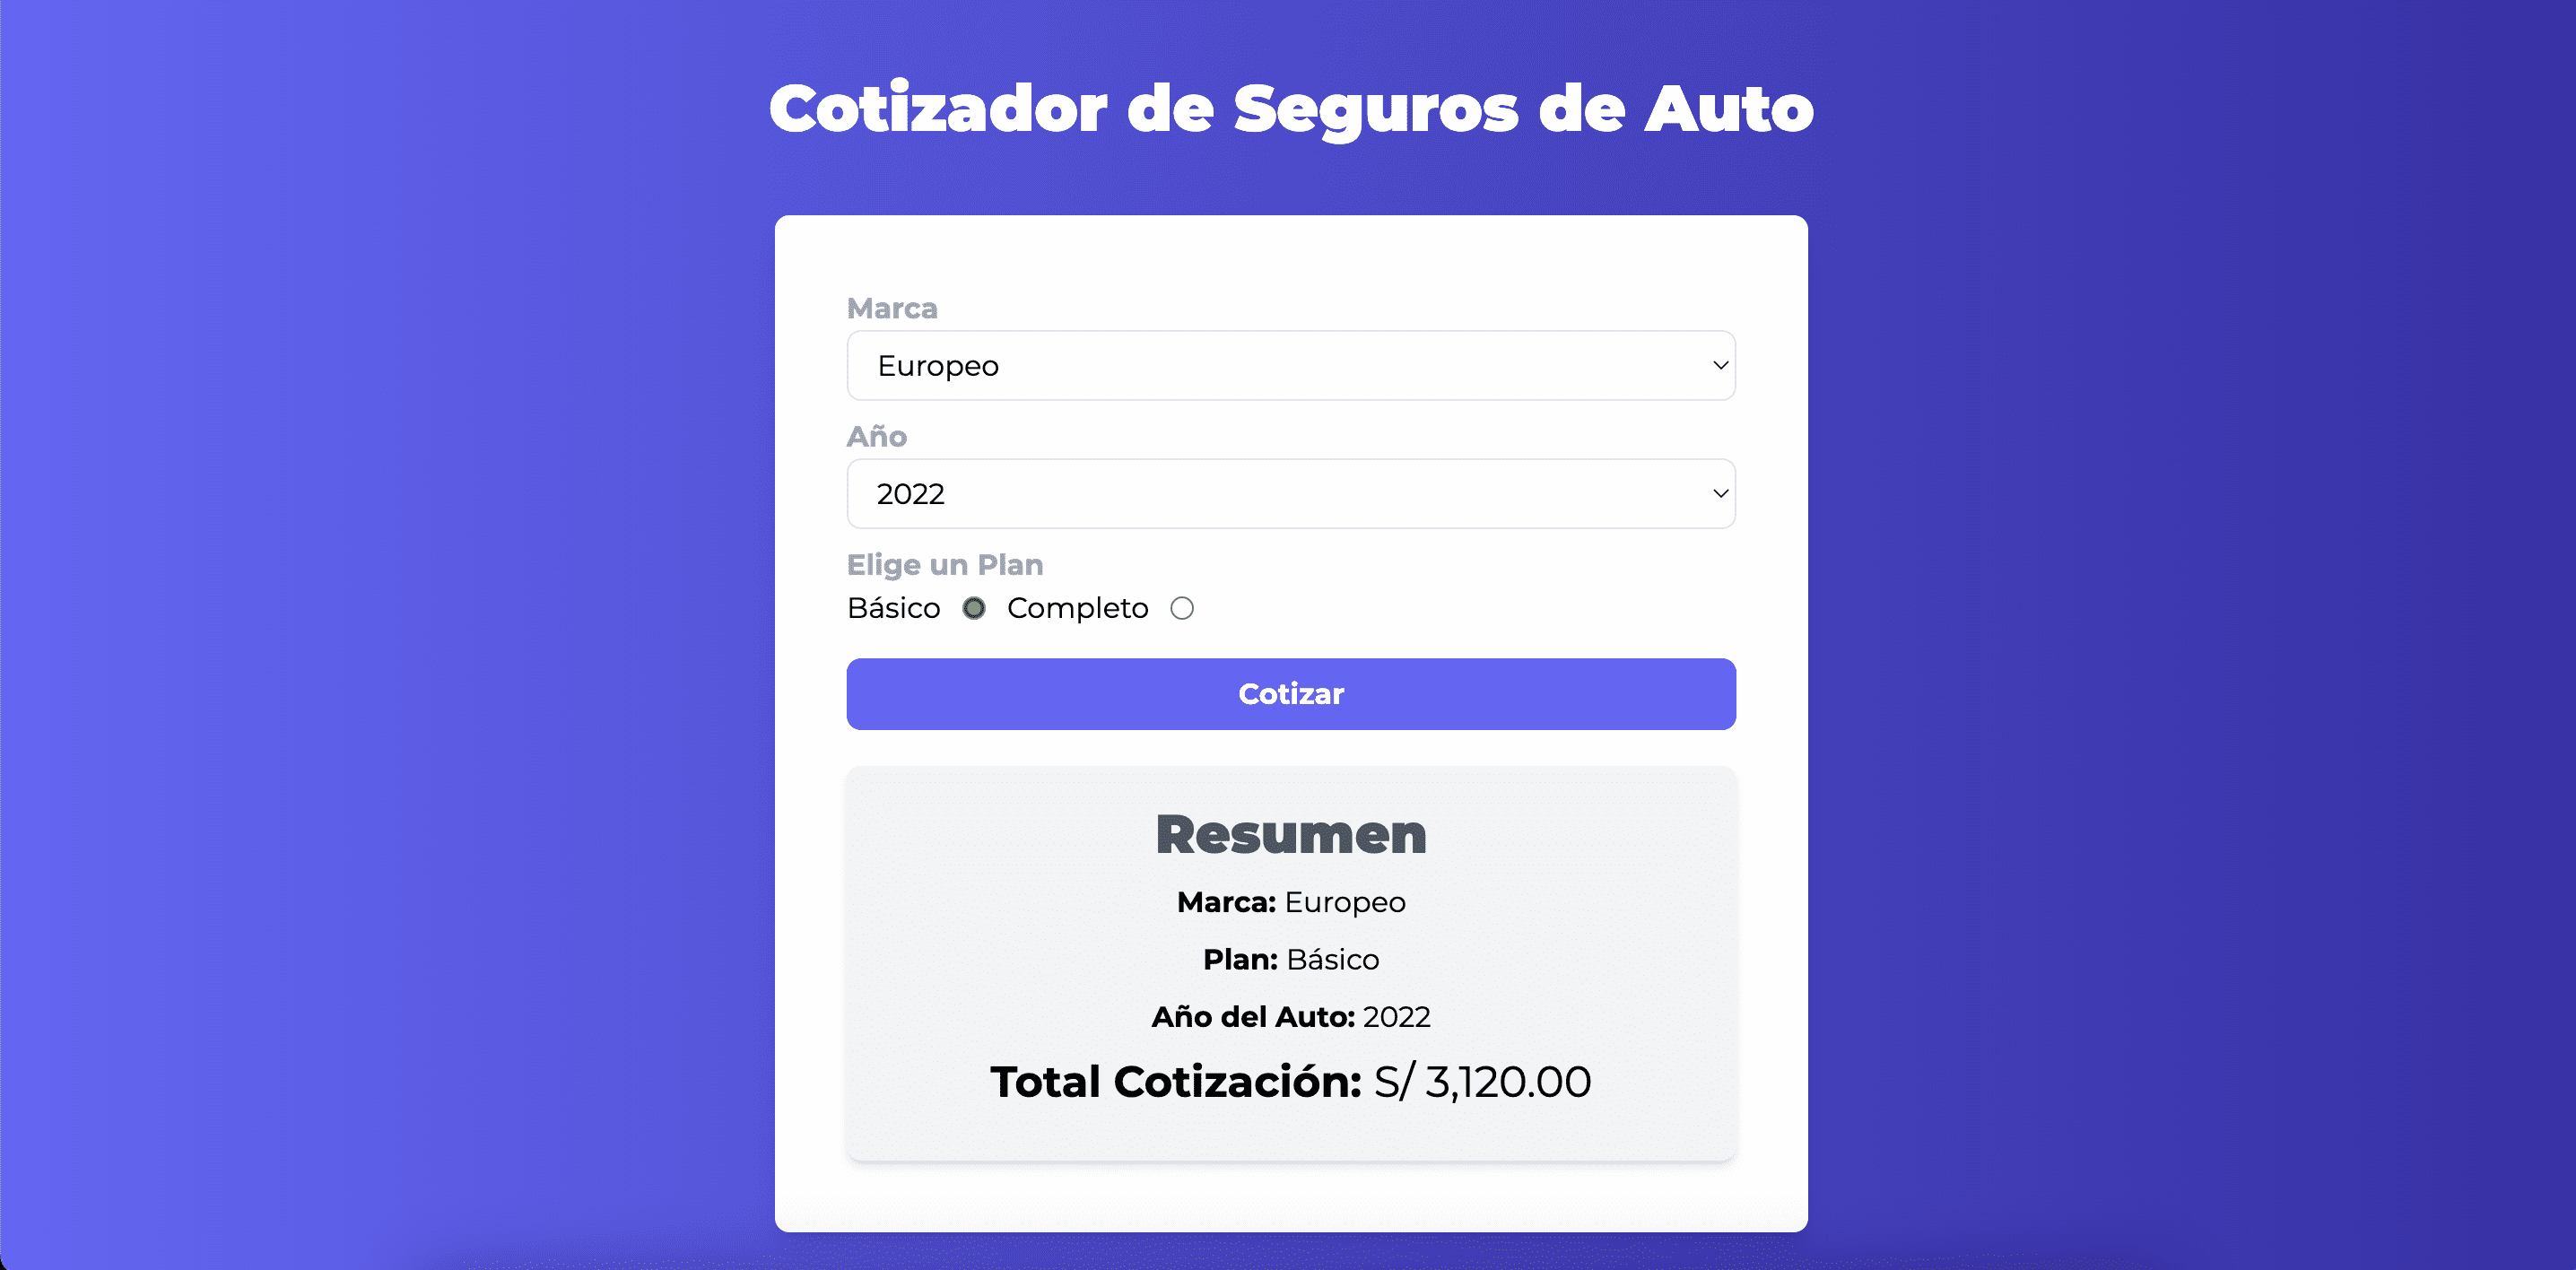 Cotizador de Seguros de Auto
Marca
Europeo
Año
2022
Elige un Plan
Básico Completo
Cotizar
Resumen
Marca: Europeo
Plan: Básico
Año del Auto: 2022
Total Cotización: S/ 3,120.00